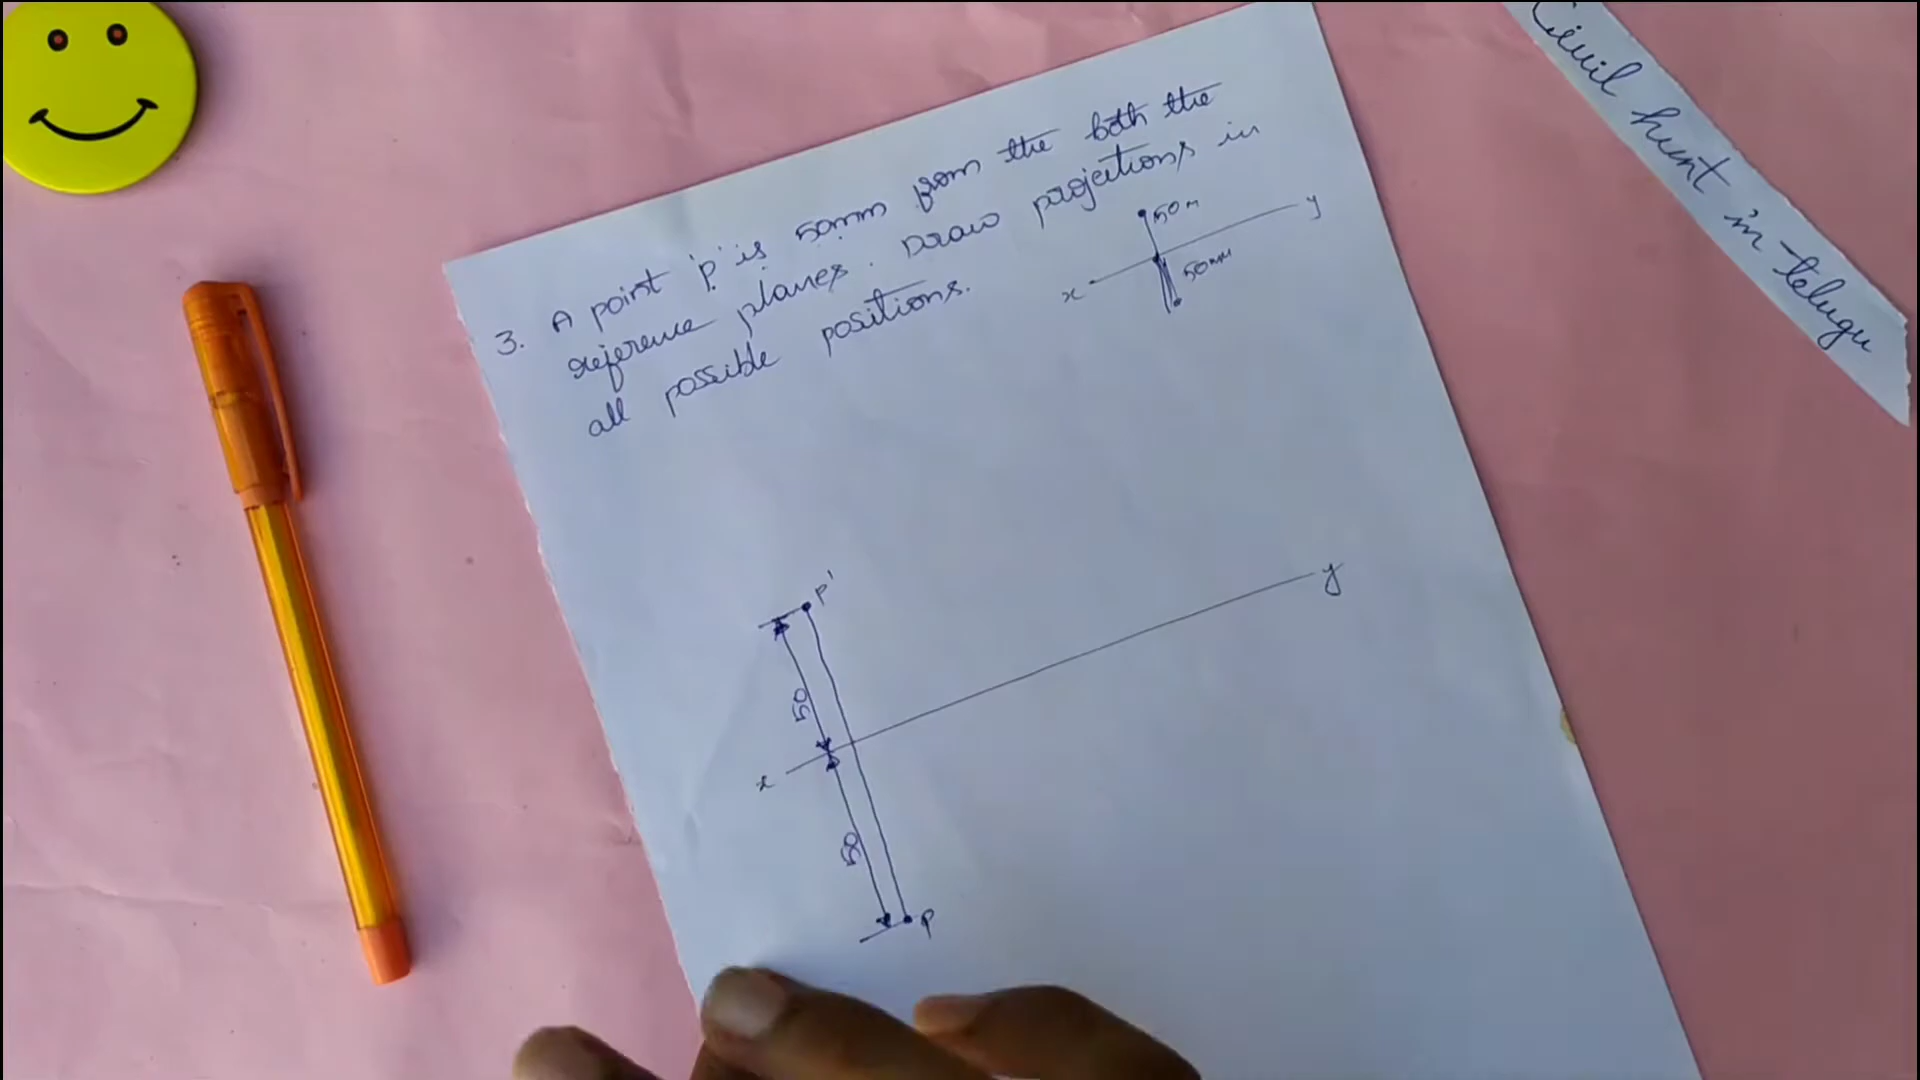 3. A point 'p' is 50mm from the both the
reference planes. Draw projections in
all possible positions.
50m
y
x
50mm
Civil hunt in telugu
p'
y
50
x
50
p